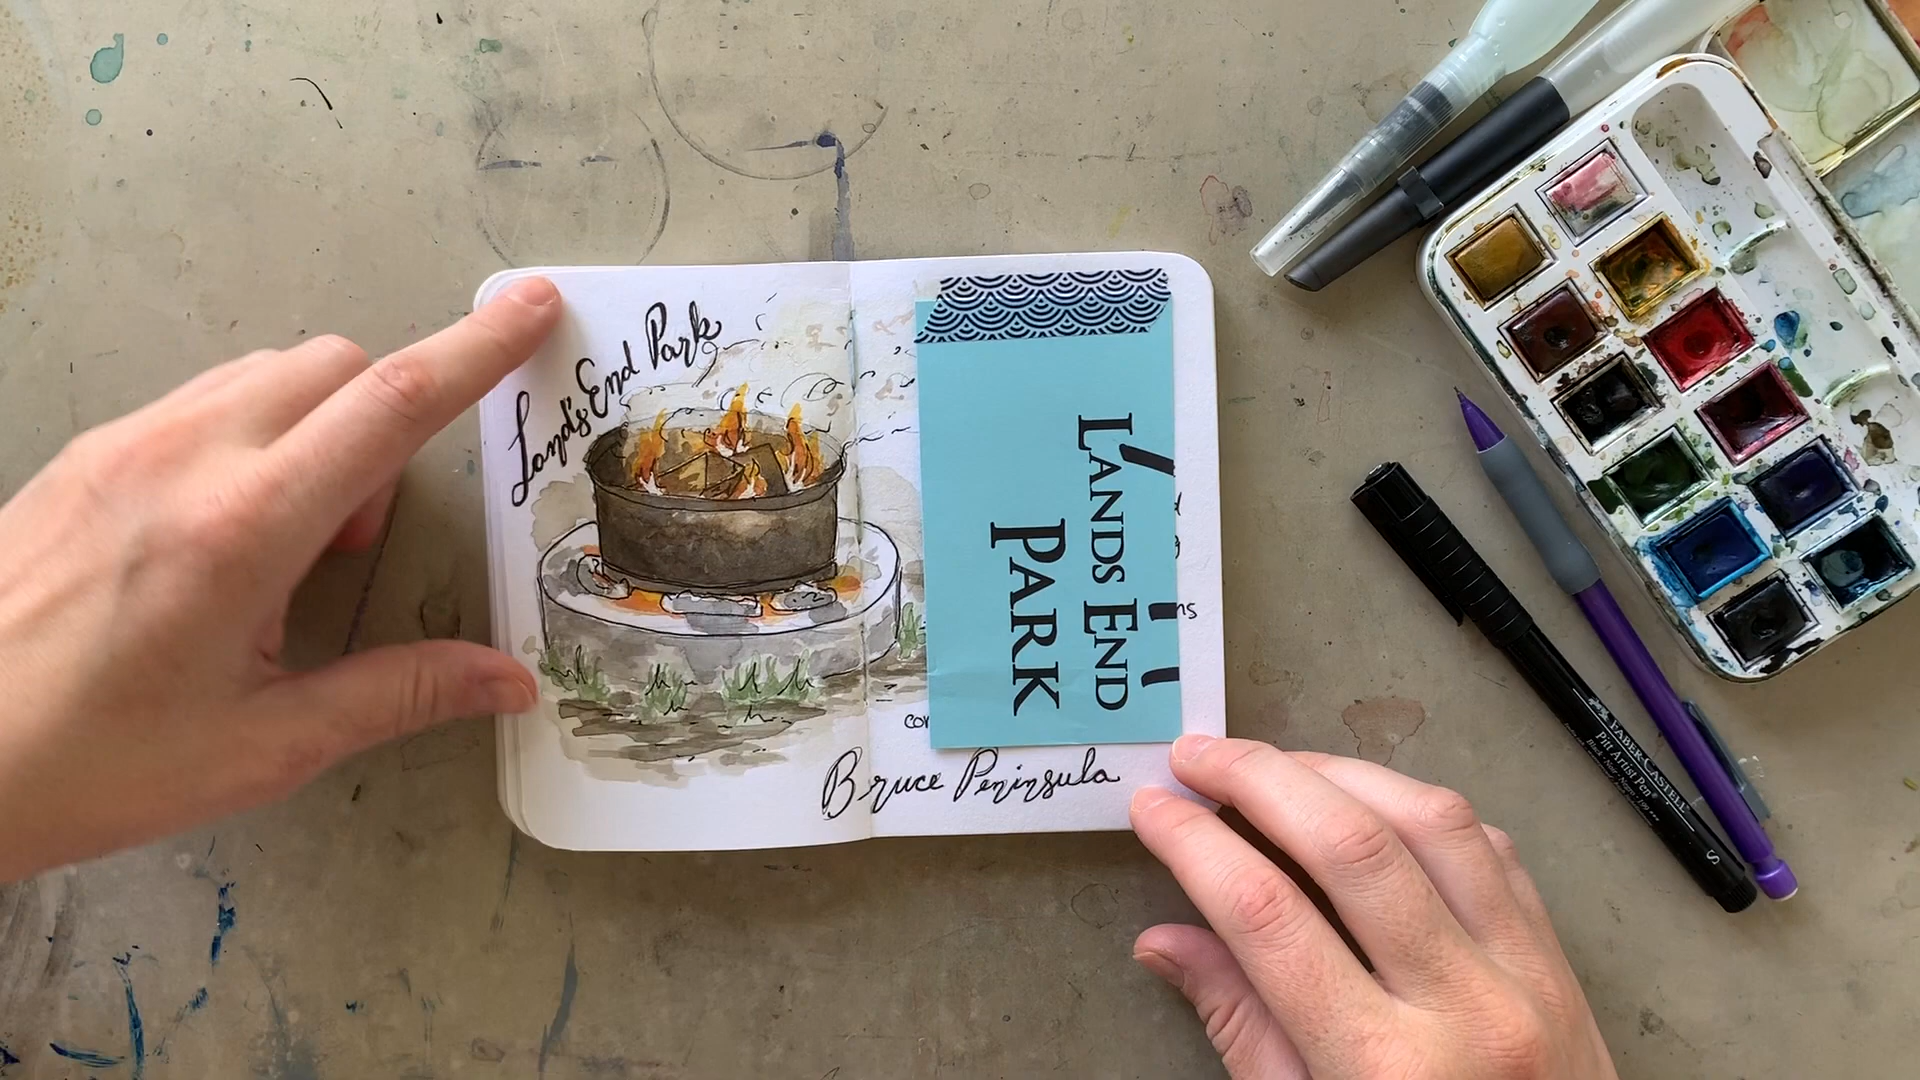 Land's End Park
LANDS END
PARK
Bruce Peninsula
FABER-CASTELL
Pitt Artist Pen
S